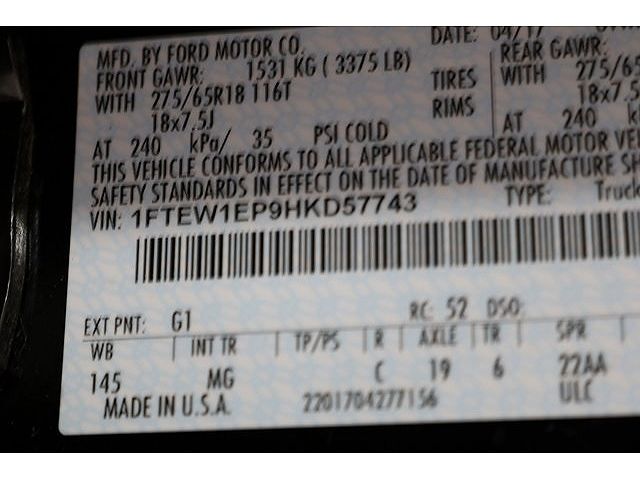 MFD. BY FORD MOTOR CO.
DATE: 04/17
FRONT GAWR: 1531 KG ( 3375 LB)
REAR GAWR:
WITH 275/65R18 116T
TIRES
WITH 275/65
18x7.5J
RIMS
18x7.5
AT 240 kPa/ 35 PSI COLD
AT 240
THIS VEHICLE CONFORMS TO ALL APPLICABLE FEDERAL MOTOR
SAFETY STANDARDS IN EFFECT ON THE DATE OF MANUFACTURE
VIN: 1FTEW1EP9HKD57743
TYPE: Truck
EXT PNT: G1
RC: 52 DSO:
WB | INT TR | TP/PS | R | AXLE | TR | SPR
145 MG C 19 6 22AA
MADE IN U.S.A. 2201704277156 ULC